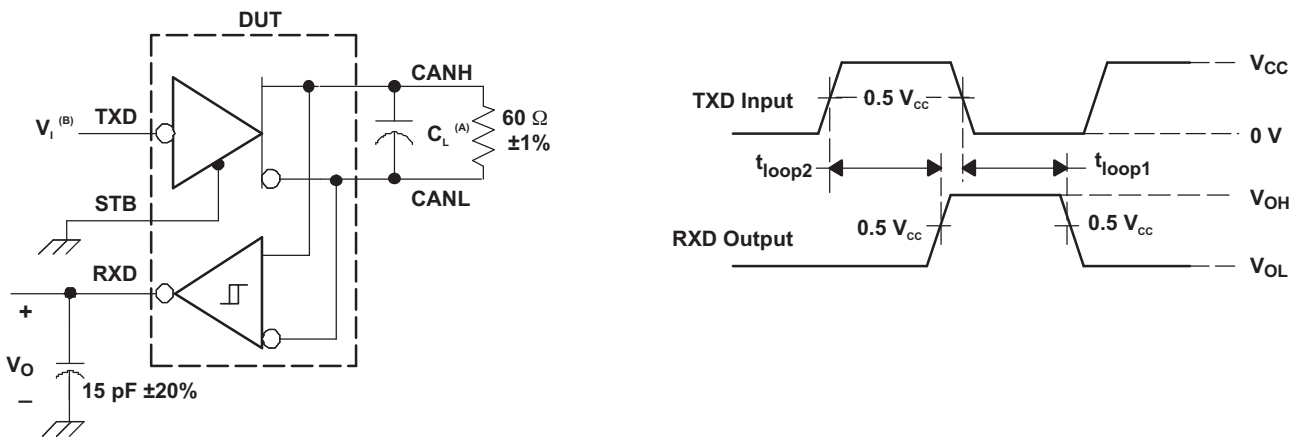 DUT
CANH
TXD
V_I (B)
C_L (A)
60 Ω
±1%
STB
CANL
RXD
+
V_O
–
15 pF ±20%
V_CC
TXD Input
0.5 V_CC
0 V
t_loop2
t_loop1
V_OH
RXD Output
0.5 V_CC
0.5 V_CC
V_OL